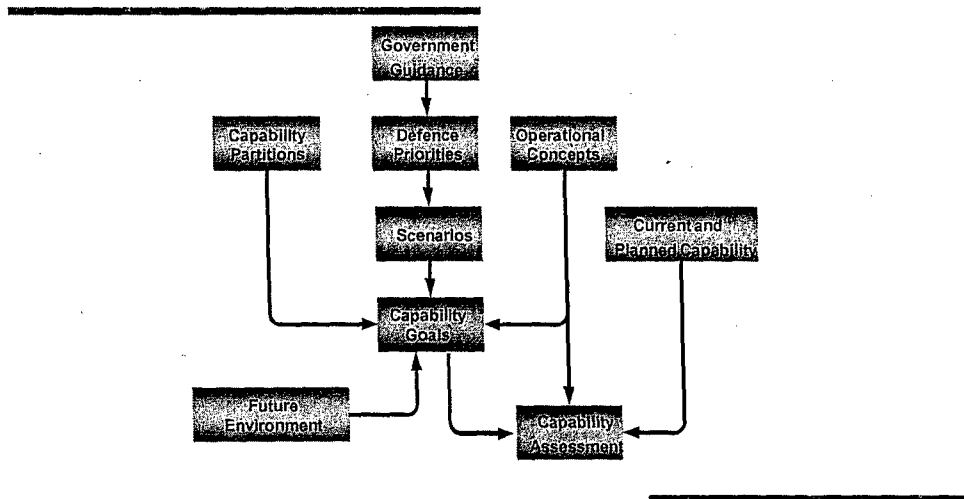 Government
Guidance
Capability
Partitions
Defence
Priorities
Operational
Concepts
Scenarios
Current and
Planned Capability
Capability
Goals
Future
Environment
Capability
Assessment